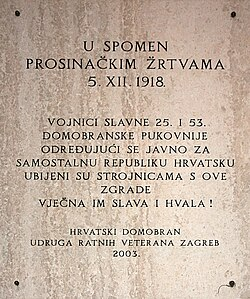 U SPOMEN
PROSINAČKIM ŽRTVAMA
5. XII. 1918.
VOJNICI SLAVNE 25. I 53.
DOMOBRANSKE PUKOVNIJE
ODREĐUJUĆI SE JAVNO ZA
SAMOSTALNU REPUBLIKU HRVATSKU
UBIJENI SU STROJNICAMA S OVE
ZGRADE
VJEČNA IM SLAVA I HVALA !
HRVATSKI DOMOBRAN
UDRUGA RATNIH VETERANA ZAGREB
2003.